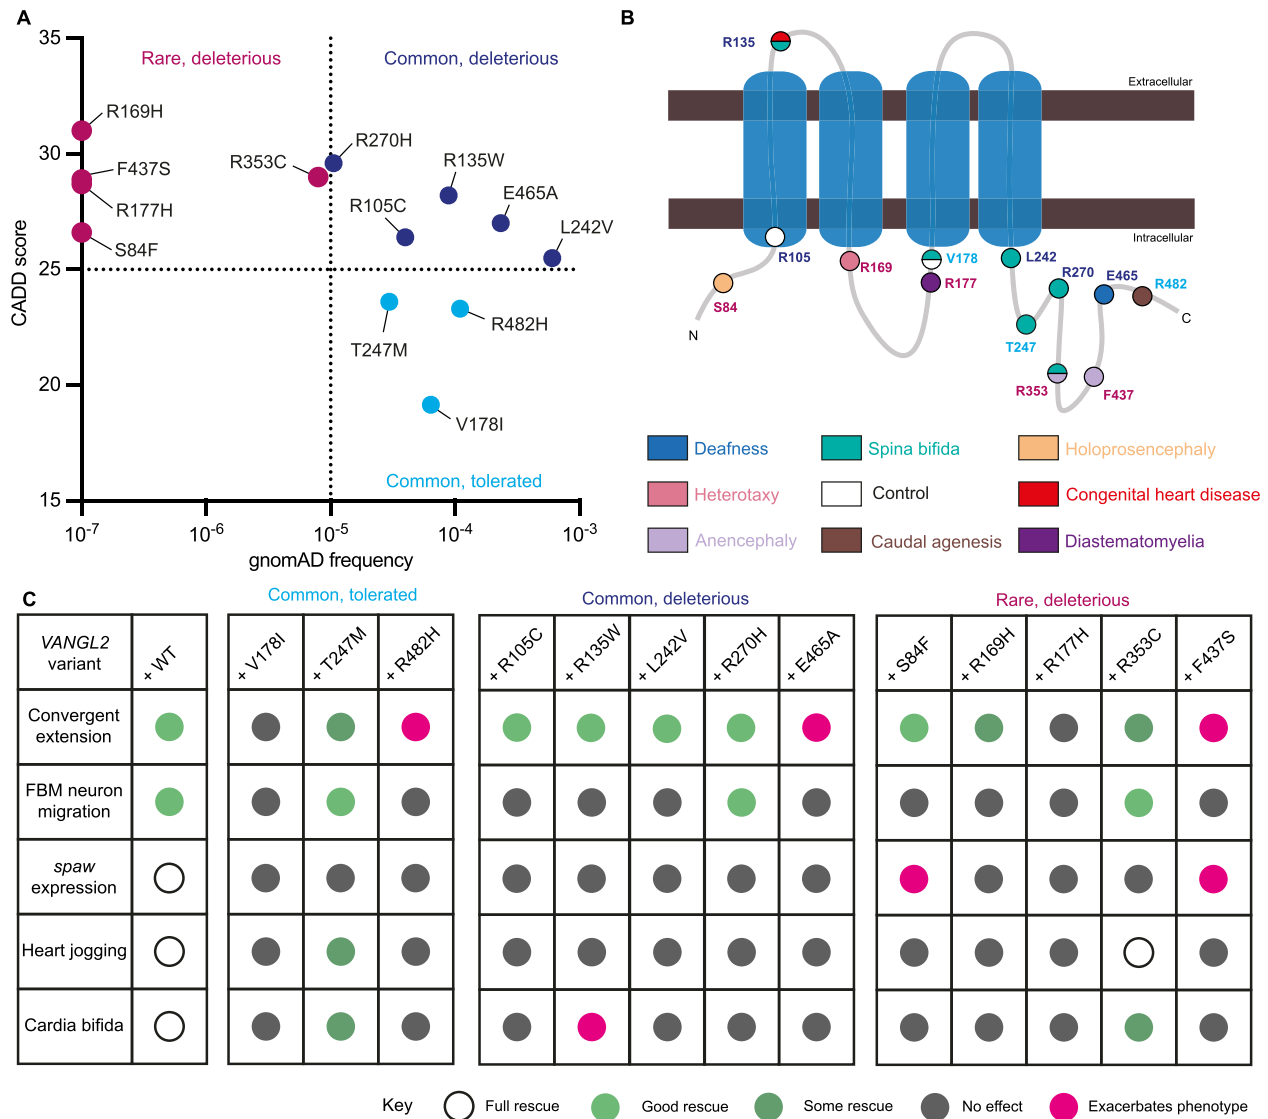 A
35
30
25
20
15
CADD score
Rare, deleterious
Common, deleterious
R169H
F437S
R177H
S84F
R353C
R270H
R135W
R105C
E465A
L242V
T247M
R482H
V178I
Common, tolerated
10-7
10-6
10-5
10-4
10-3
gnomAD frequency
B
R135
Extracellular
Intracellular
R105
R169
V178
R177
L242
R270
E465
R482
S84
N
T247
C
R353
F437
Deafness
Spina bifida
Holoprosencephaly
Heterotaxy
Control
Congenital heart disease
Anencephaly
Caudal agenesis
Diastematomyelia
C
Common, tolerated
Common, deleterious
Rare, deleterious
VANGL2
variant
+ WT
+ V178I
+ T247M
+ R482H
+ R105C
+ R135W
+ L242V
+ R270H
+ E465A
+ S84F
+ R169H
+ R177H
+ R353C
+ F437S
Convergent
extension
FBM neuron
migration
spaw
expression
Heart jogging
Cardia bifida
Key
Full rescue
Good rescue
Some rescue
No effect
Exacerbates phenotype